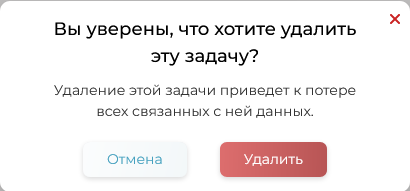 Вы уверены, что хотите удалить
эту задачу?
Удаление этой задачи приведет к потере
всех связанных с ней данных.
Отмена
Удалить